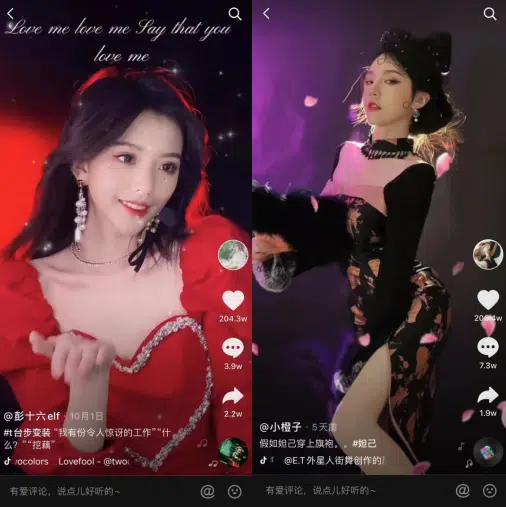 Love me love me Say that you
love me
204.3w
3.9w
2.2w
@彭十六elf · 10月1日
#t台步变装 “我有份令人惊讶的工作”“什
么？”“挖藕”
ocolors Lovefool - @two
有爱评论，说点儿好听的~
7.3w
1.9w
@小橙子 · 5天前
假如妲己穿上旗袍。。#妲己
@E.T外星人街舞创作的
有爱评论，说点儿好听的~